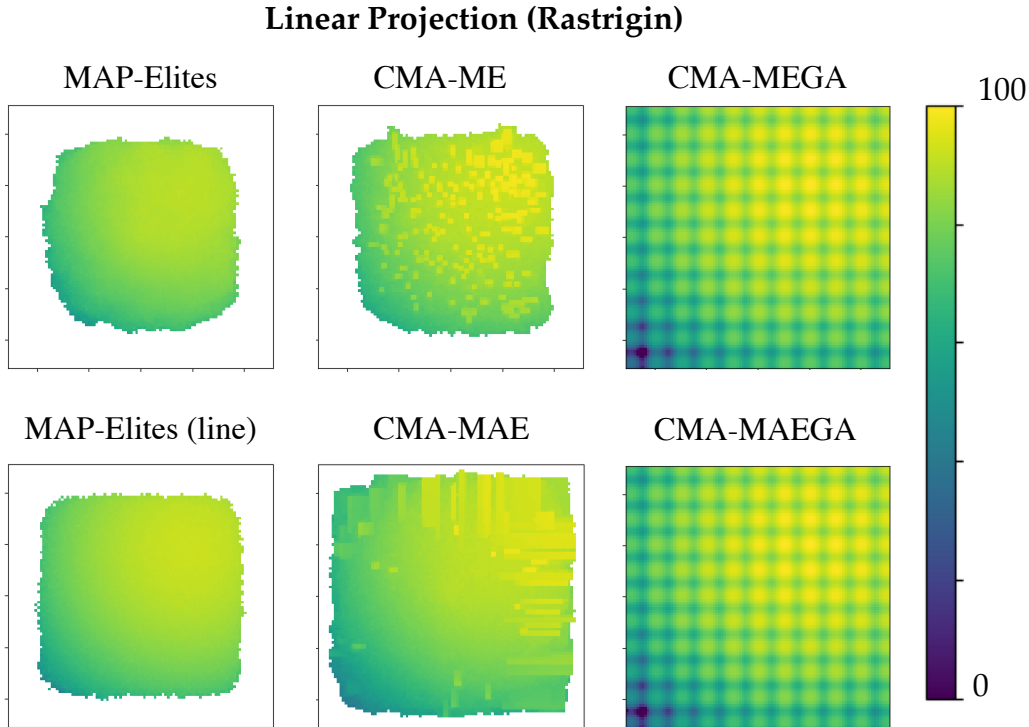 Linear Projection (Rastrigin)
MAP-Elites
CMA-ME
CMA-MEGA
100
MAP-Elites (line)
CMA-MAE
CMA-MAEGA
0